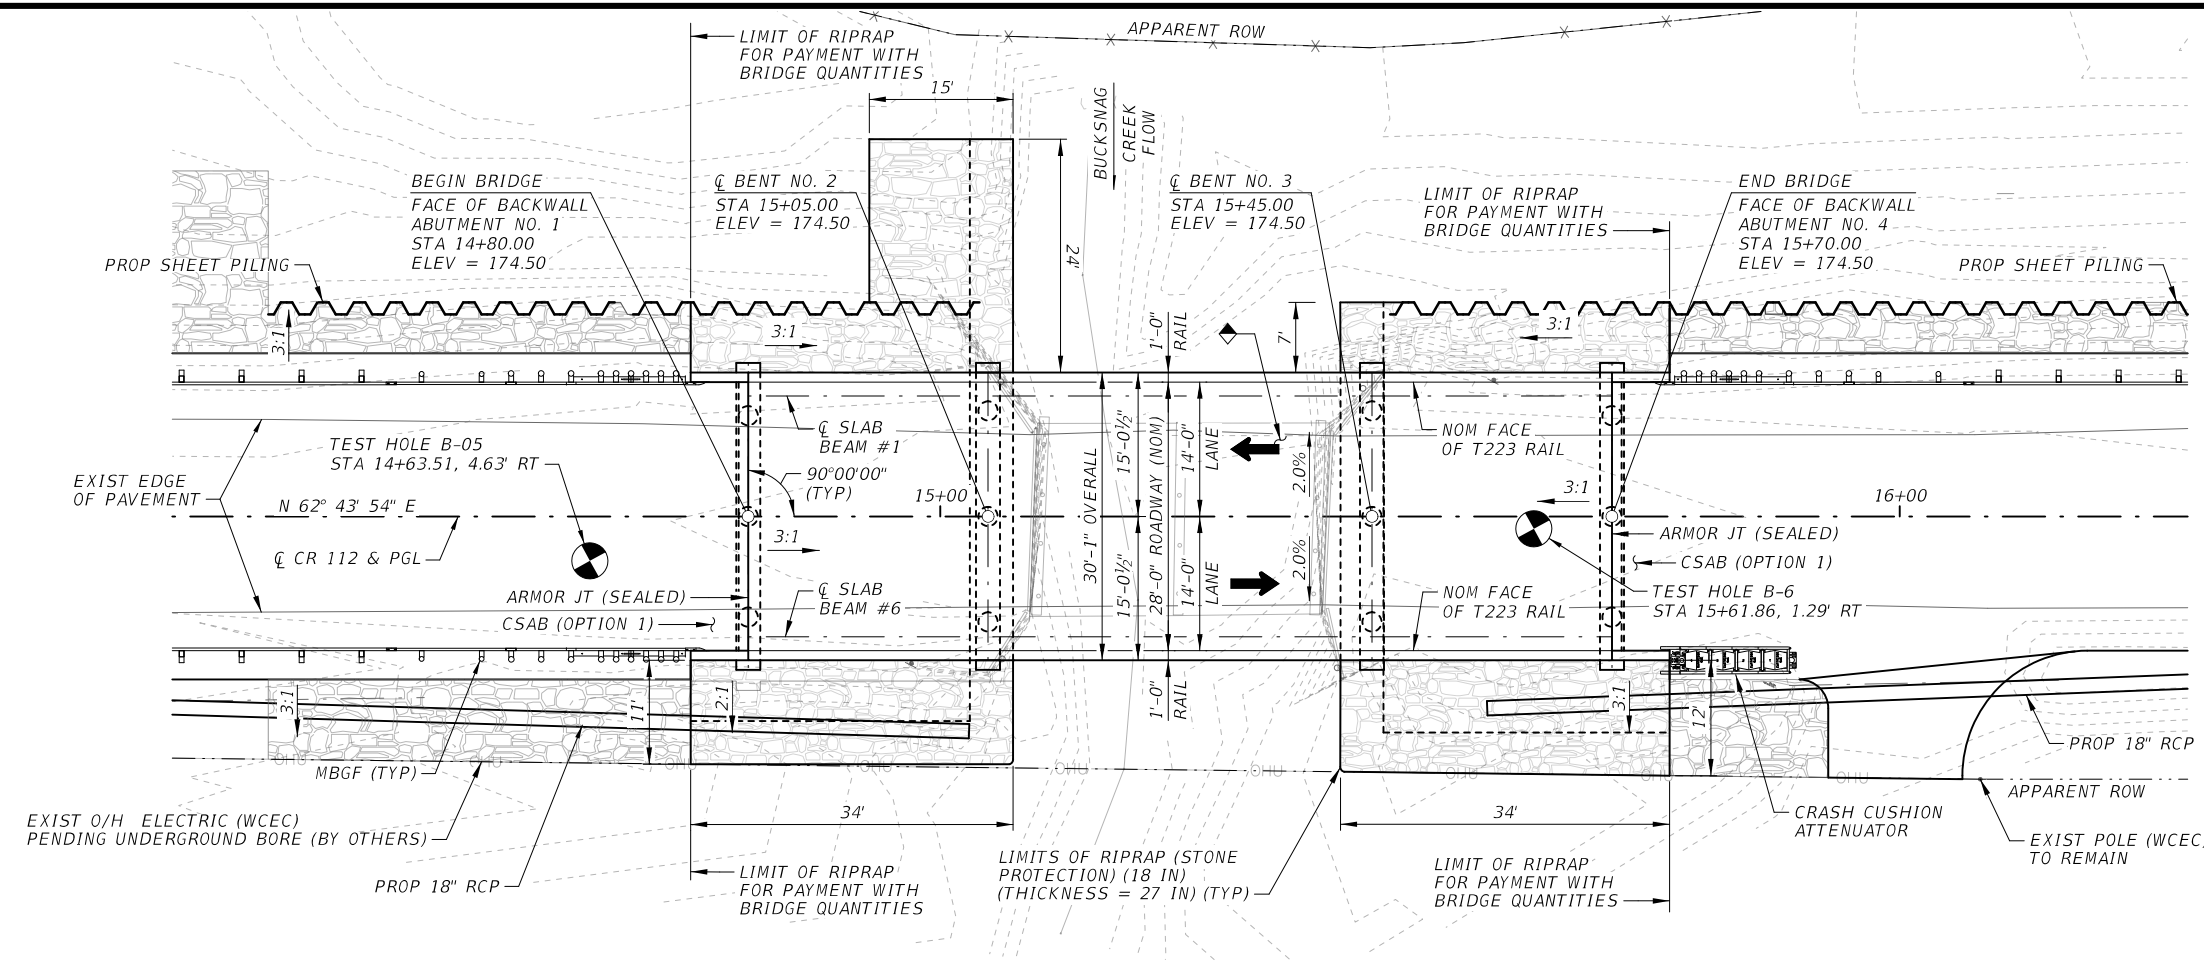 APPARENT ROW
LIMIT OF RIPRAP
FOR PAYMENT WITH
BRIDGE QUANTITIES
15'
BUCKSNAG
CREEK
FLOW
BEGIN BRIDGE
FACE OF BACKWALL
ABUTMENT NO. 1
STA 14+80.00
ELEV = 174.50
℄ BENT NO. 2
STA 15+05.00
ELEV = 174.50
℄ BENT NO. 3
STA 15+45.00
ELEV = 174.50
LIMIT OF RIPRAP
FOR PAYMENT WITH
BRIDGE QUANTITIES
END BRIDGE
FACE OF BACKWALL
ABUTMENT NO. 4
STA 15+70.00
ELEV = 174.50
PROP SHEET PILING
PROP SHEET PILING
24'
3:1
3:1
1'-0"
RAIL
7'
3:1
℄ SLAB
BEAM #1
NOM FACE
OF T223 RAIL
TEST HOLE B-05
STA 14+63.51, 4.63' RT
90°00'00"
(TYP)
EXIST EDGE
OF PAVEMENT
N 62° 43' 54" E
15+00
16+00
30'-1" OVERALL
15'-0½"
15'-0½"
28'-0" ROADWAY (NOM)
14'-0"
LANE
14'-0"
LANE
2.0%
2.0%
3:1
3:1
℄ CR 112 & PGL
ARMOR JT (SEALED)
CSAB (OPTION 1)
ARMOR JT (SEALED)
CSAB (OPTION 1)
℄ SLAB
BEAM #6
NOM FACE
OF T223 RAIL
TEST HOLE B-6
STA 15+61.86, 1.29' RT
3:1
11'
2:1
1'-0"
RAIL
3:1
12'
PROP 18" RCP
MBGF (TYP)
OHU
OHU
OHU
OHU
OHU
OHU
OHU
OHU
APPARENT ROW
EXIST O/H ELECTRIC (WCEC)
PENDING UNDERGROUND BORE (BY OTHERS)
34'
34'
CRASH CUSHION
ATTENUATOR
EXIST POLE (WCEC)
TO REMAIN
PROP 18" RCP
LIMIT OF RIPRAP
FOR PAYMENT WITH
BRIDGE QUANTITIES
LIMITS OF RIPRAP (STONE
PROTECTION) (18 IN)
(THICKNESS = 27 IN) (TYP)
LIMIT OF RIPRAP
FOR PAYMENT WITH
BRIDGE QUANTITIES